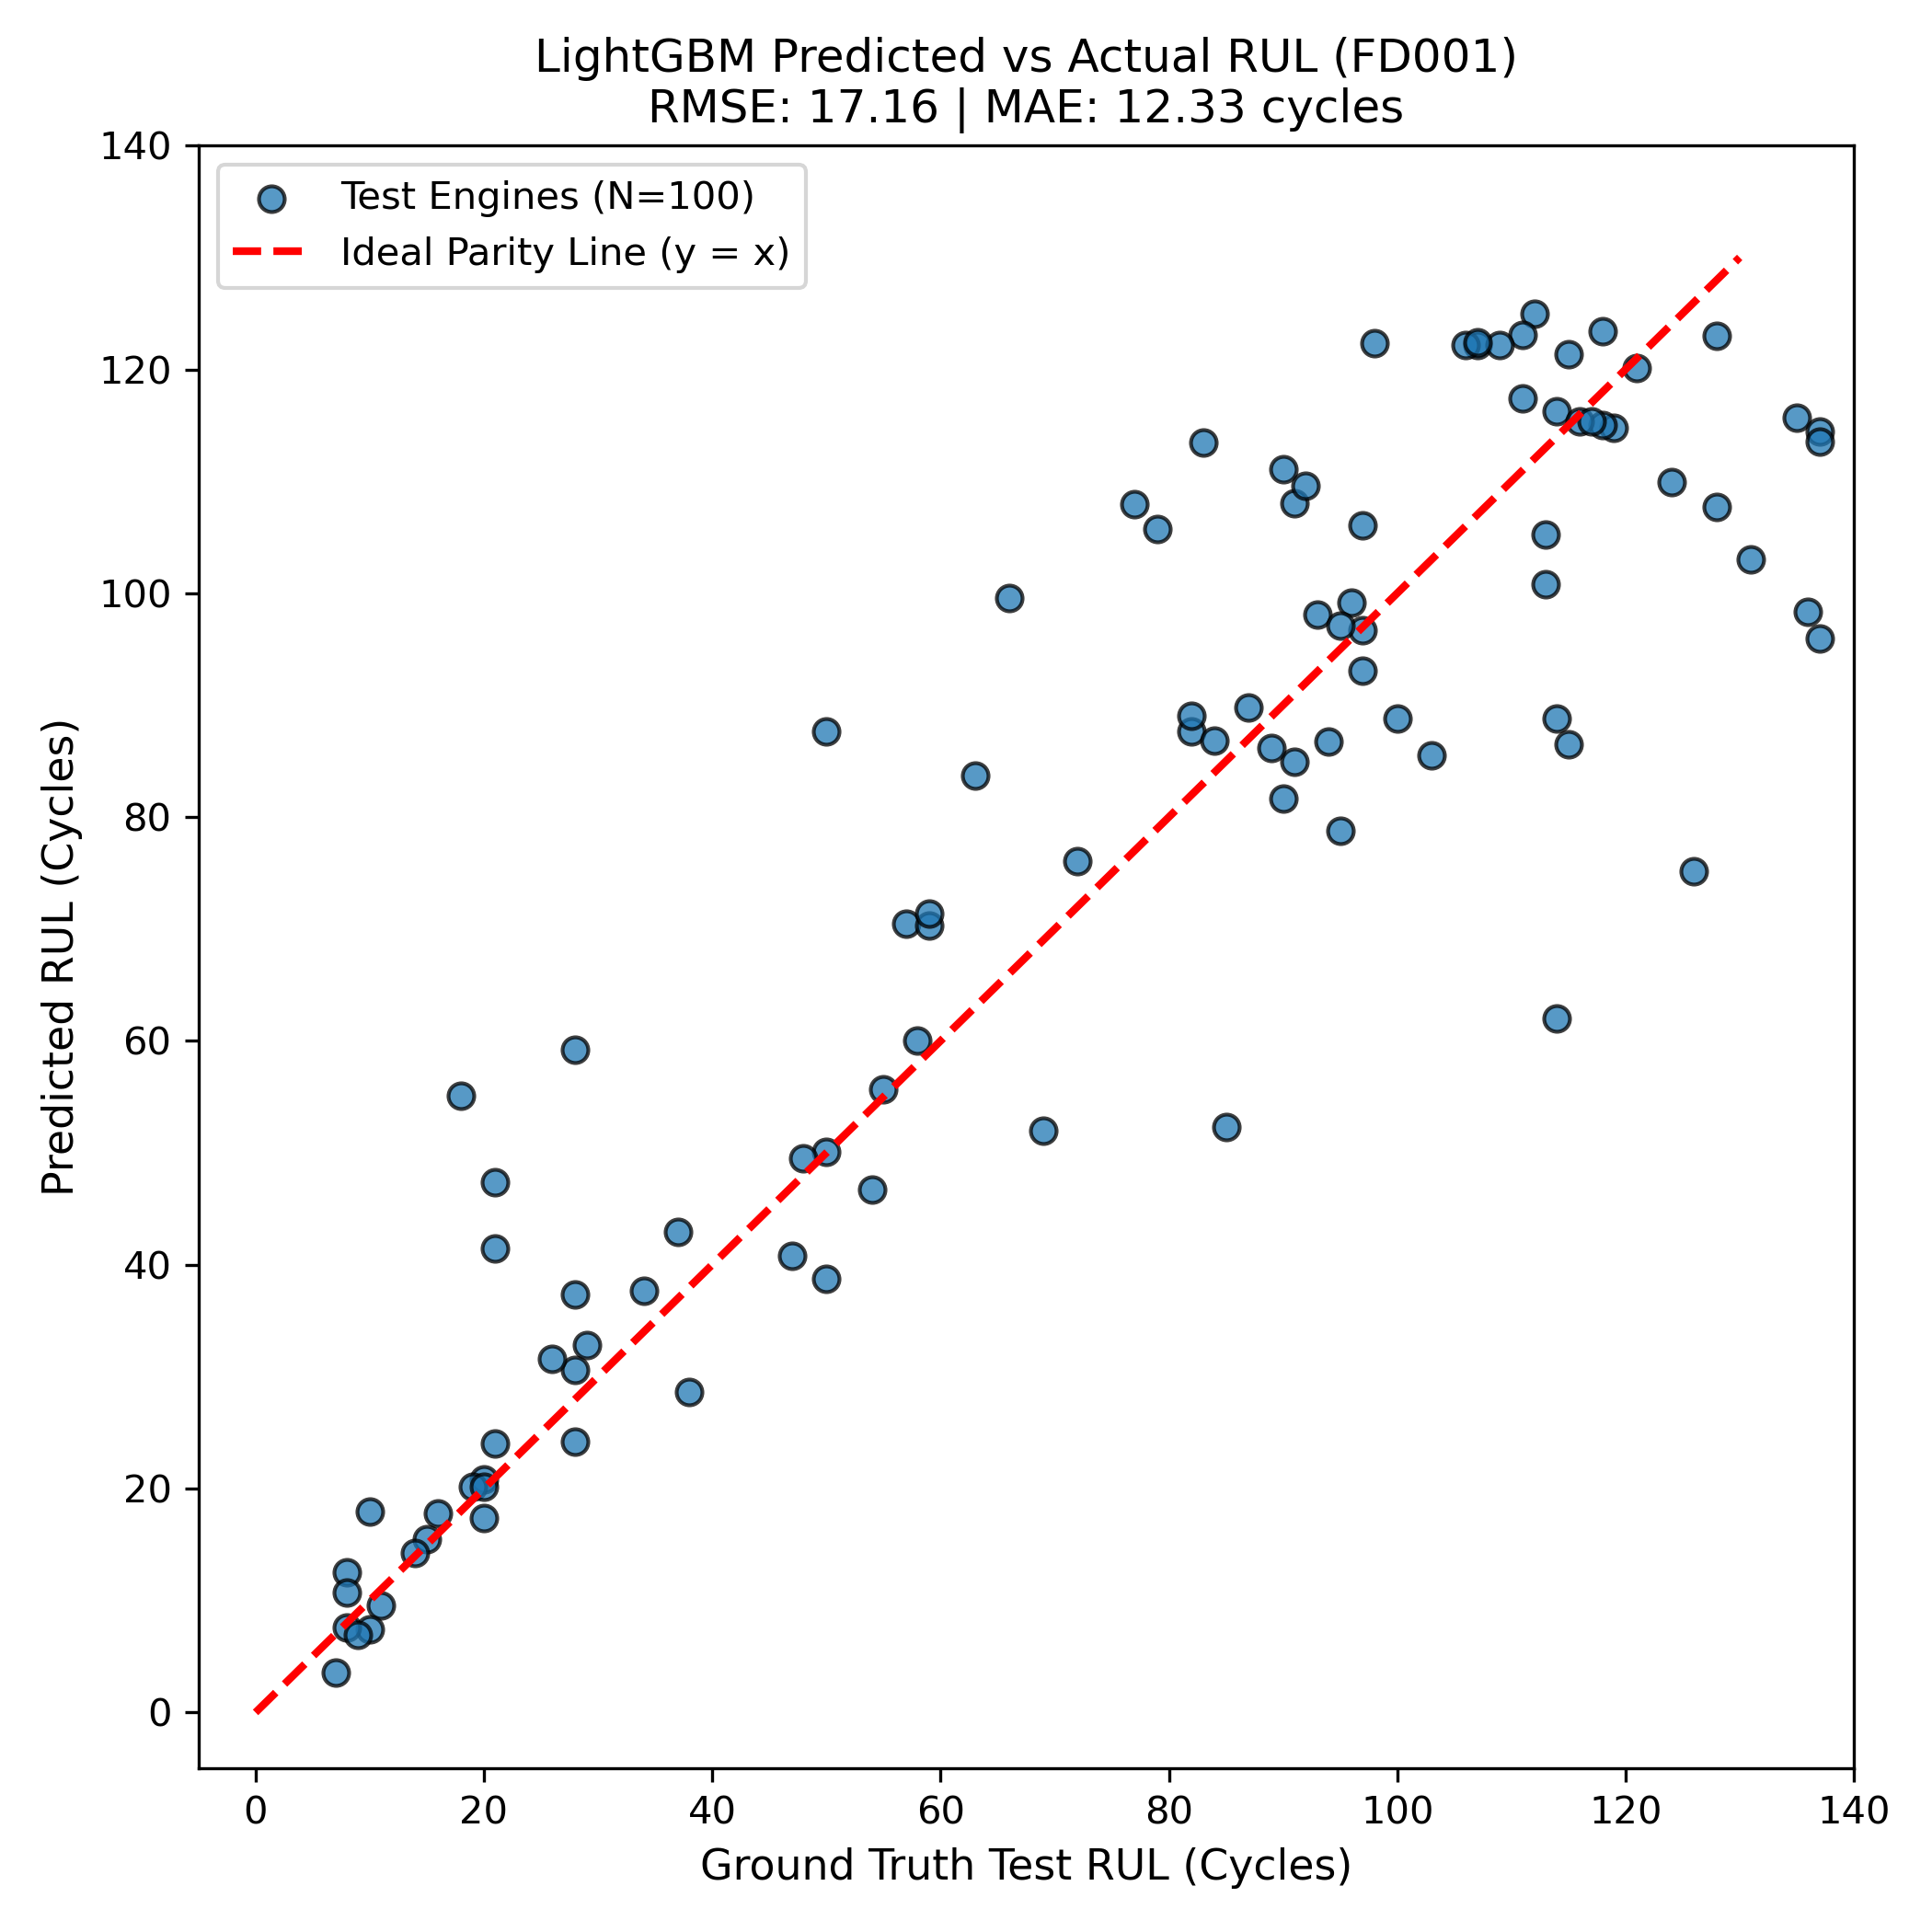 LightGBM Predicted vs Actual RUL (FD001)
RMSE: 17.16 | MAE: 12.33 cycles
Test Engines (N=100)
Ideal Parity Line (y = x)
Predicted RUL (Cycles)
140
120
100
80
60
40
20
0
0 20 40 60 80 100 120 140
Ground Truth Test RUL (Cycles)